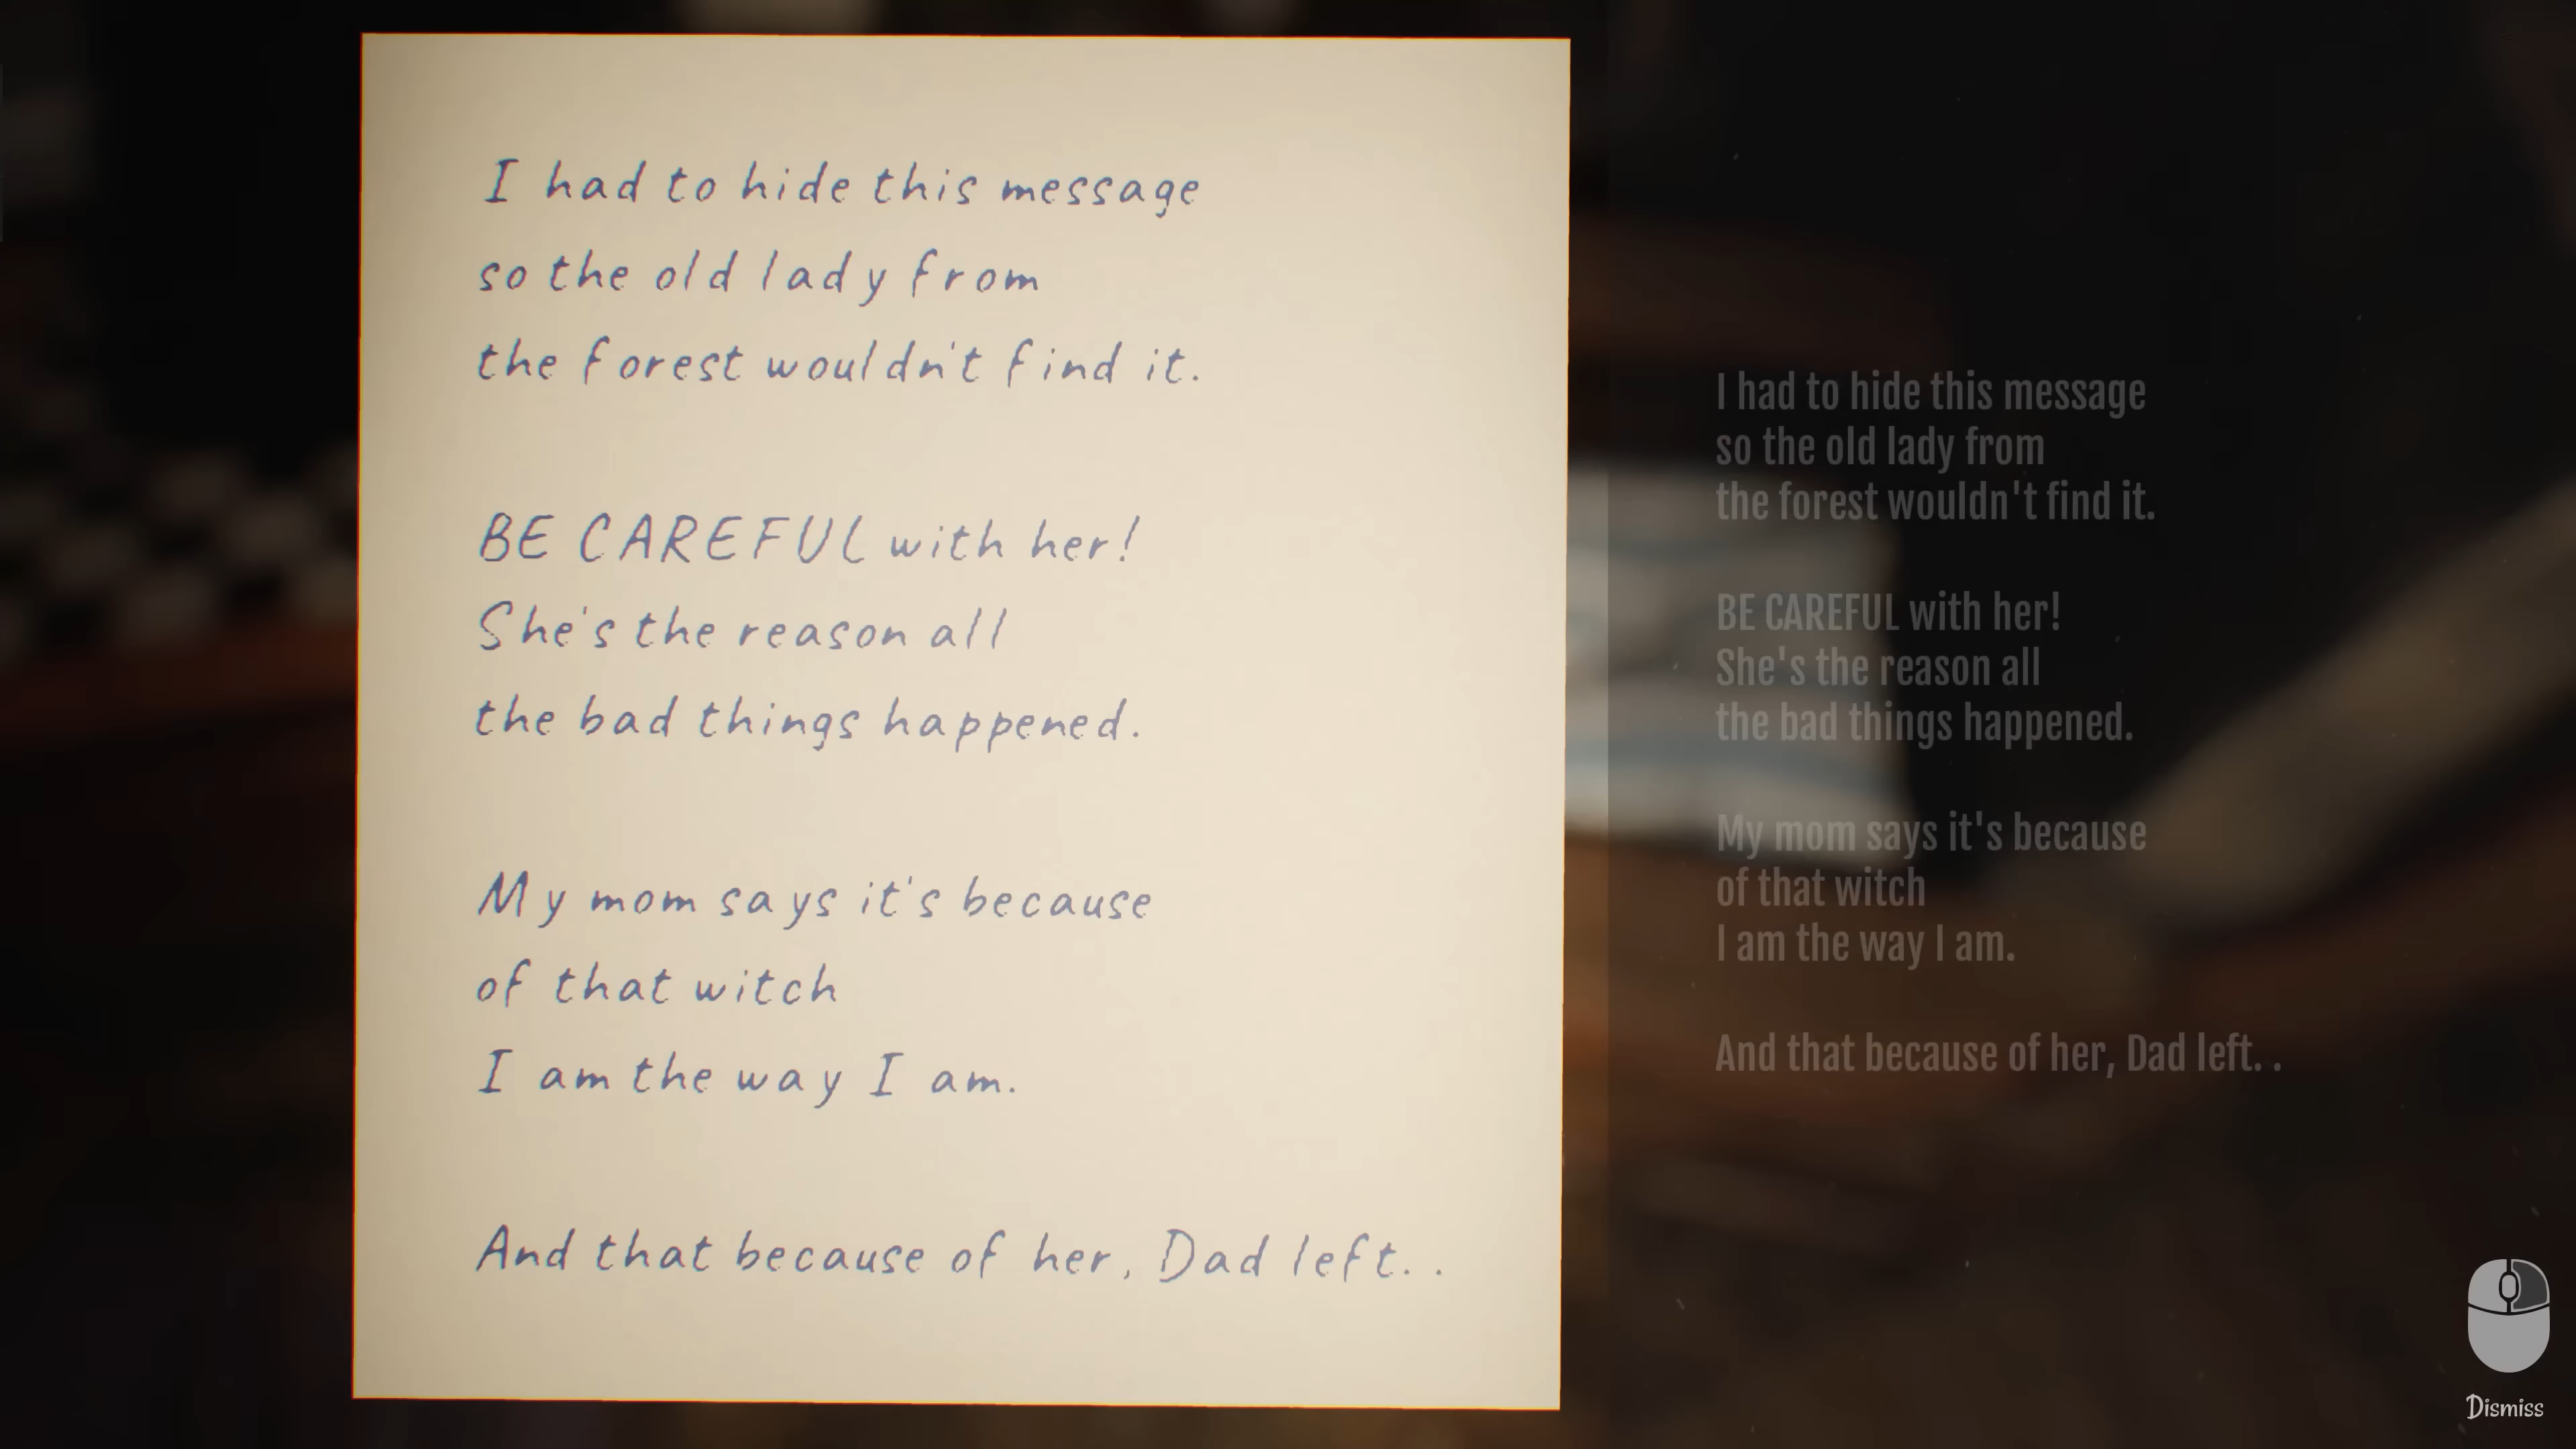 I had to hide this message
so the old lady from
the forest wouldn't find it.
BE CAREFUL with her!
She's the reason all
the bad things happened.
My mom says it's because
of that witch
I am the way I am.
And that because of her, Dad left. .
I had to hide this message
so the old lady from
the forest wouldn't find it.
BE CAREFUL with her!
She's the reason all
the bad things happened.
My mom says it's because
of that witch
I am the way I am.
And that because of her, Dad left. .
Dismiss